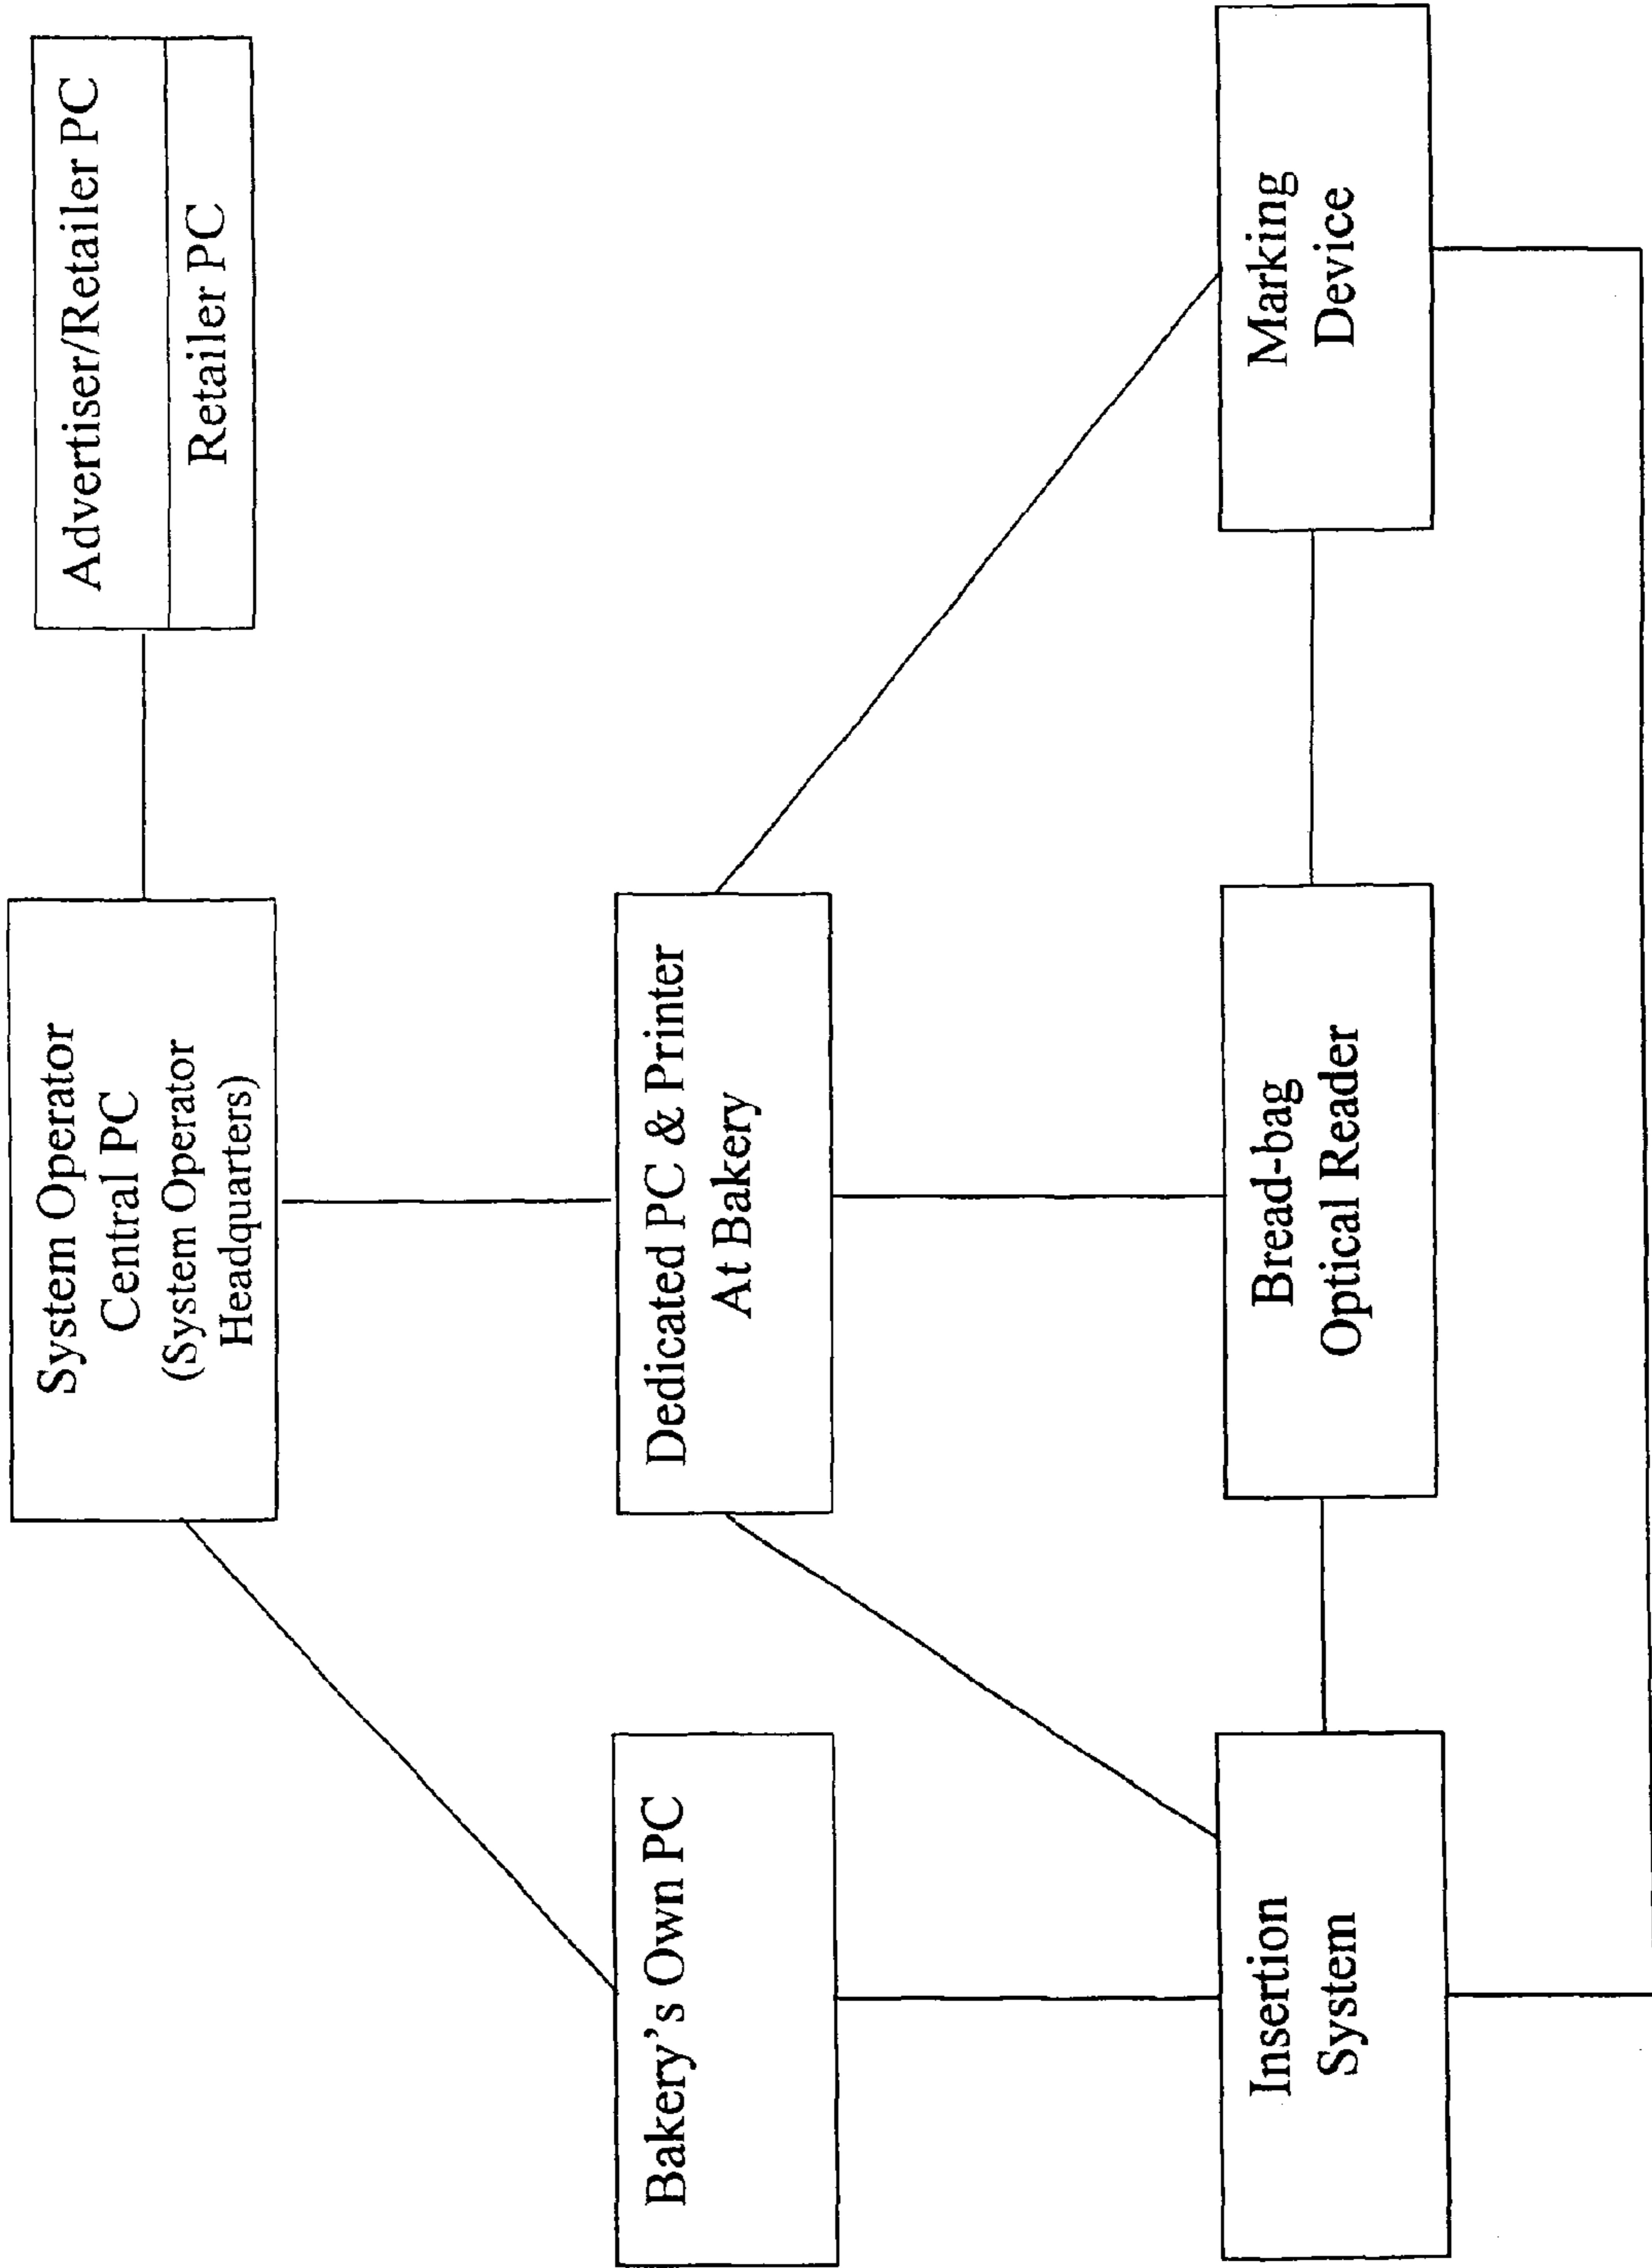 System Operator
Central PC
(System Operator
Headquarters)
Advertiser/Retailer PC
Retailer PC
Bakery's Own PC
Dedicated PC & Printer
At Bakery
Insertion
System
Bread-bag
Optical Reader
Marking
Device